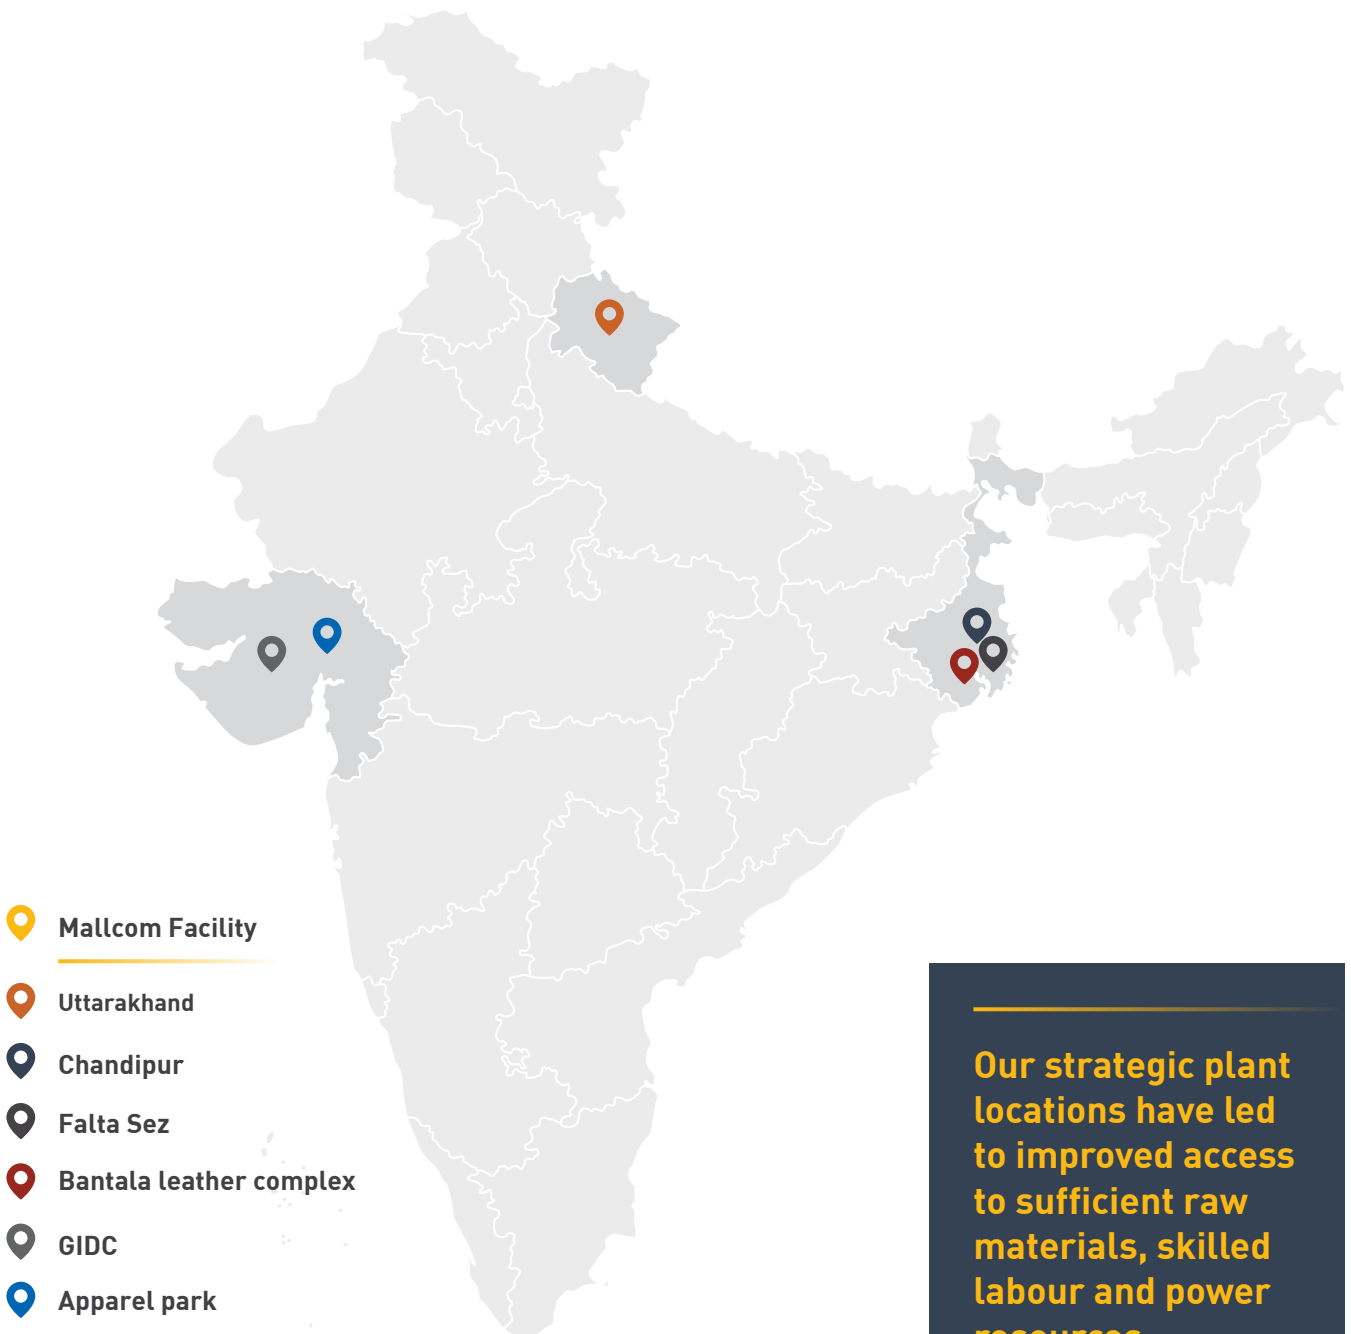 Mallcom Facility
Uttarakhand
Chandipur
Falta Sez
Bantala leather complex
GIDC
Apparel park
Our strategic plant
locations have led
to improved access
to sufficient raw
materials, skilled
labour and power
resources